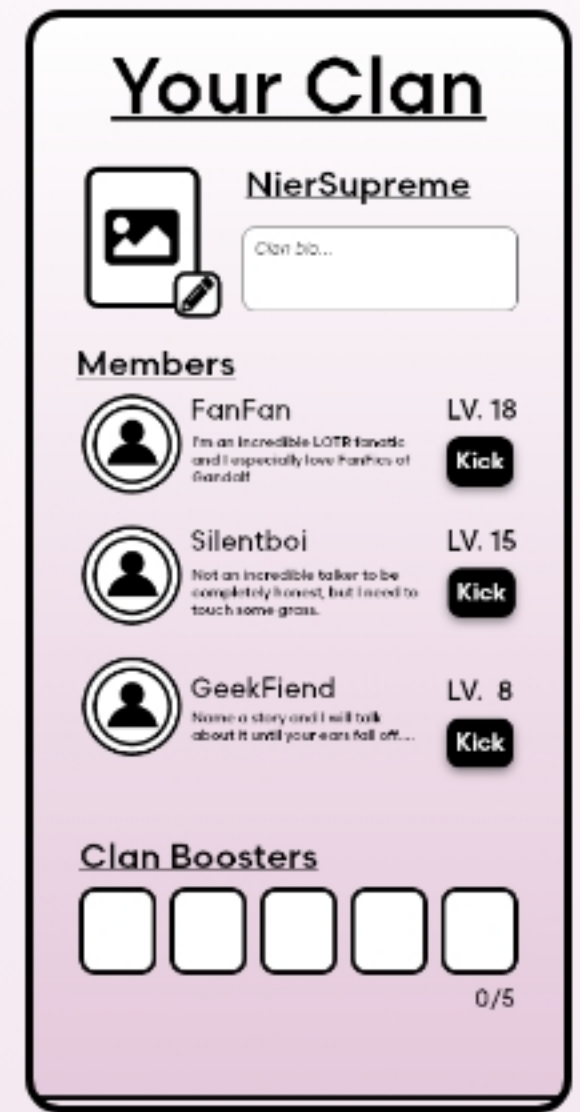 Your Clan
NierSupreme
Clan bio...
Members
FanFan
LV. 18
I'm an incredible LOTR fanatic
and I especially love FanFics of
Gandalf
Kick
Silentboi
LV. 15
Not an incredible talker to be
completely honest, but I need to
touch some grass.
Kick
GeekFiend
LV. 8
Name a story and I will talk
about it until your ears fall off....
Kick
Clan Boosters
0/5